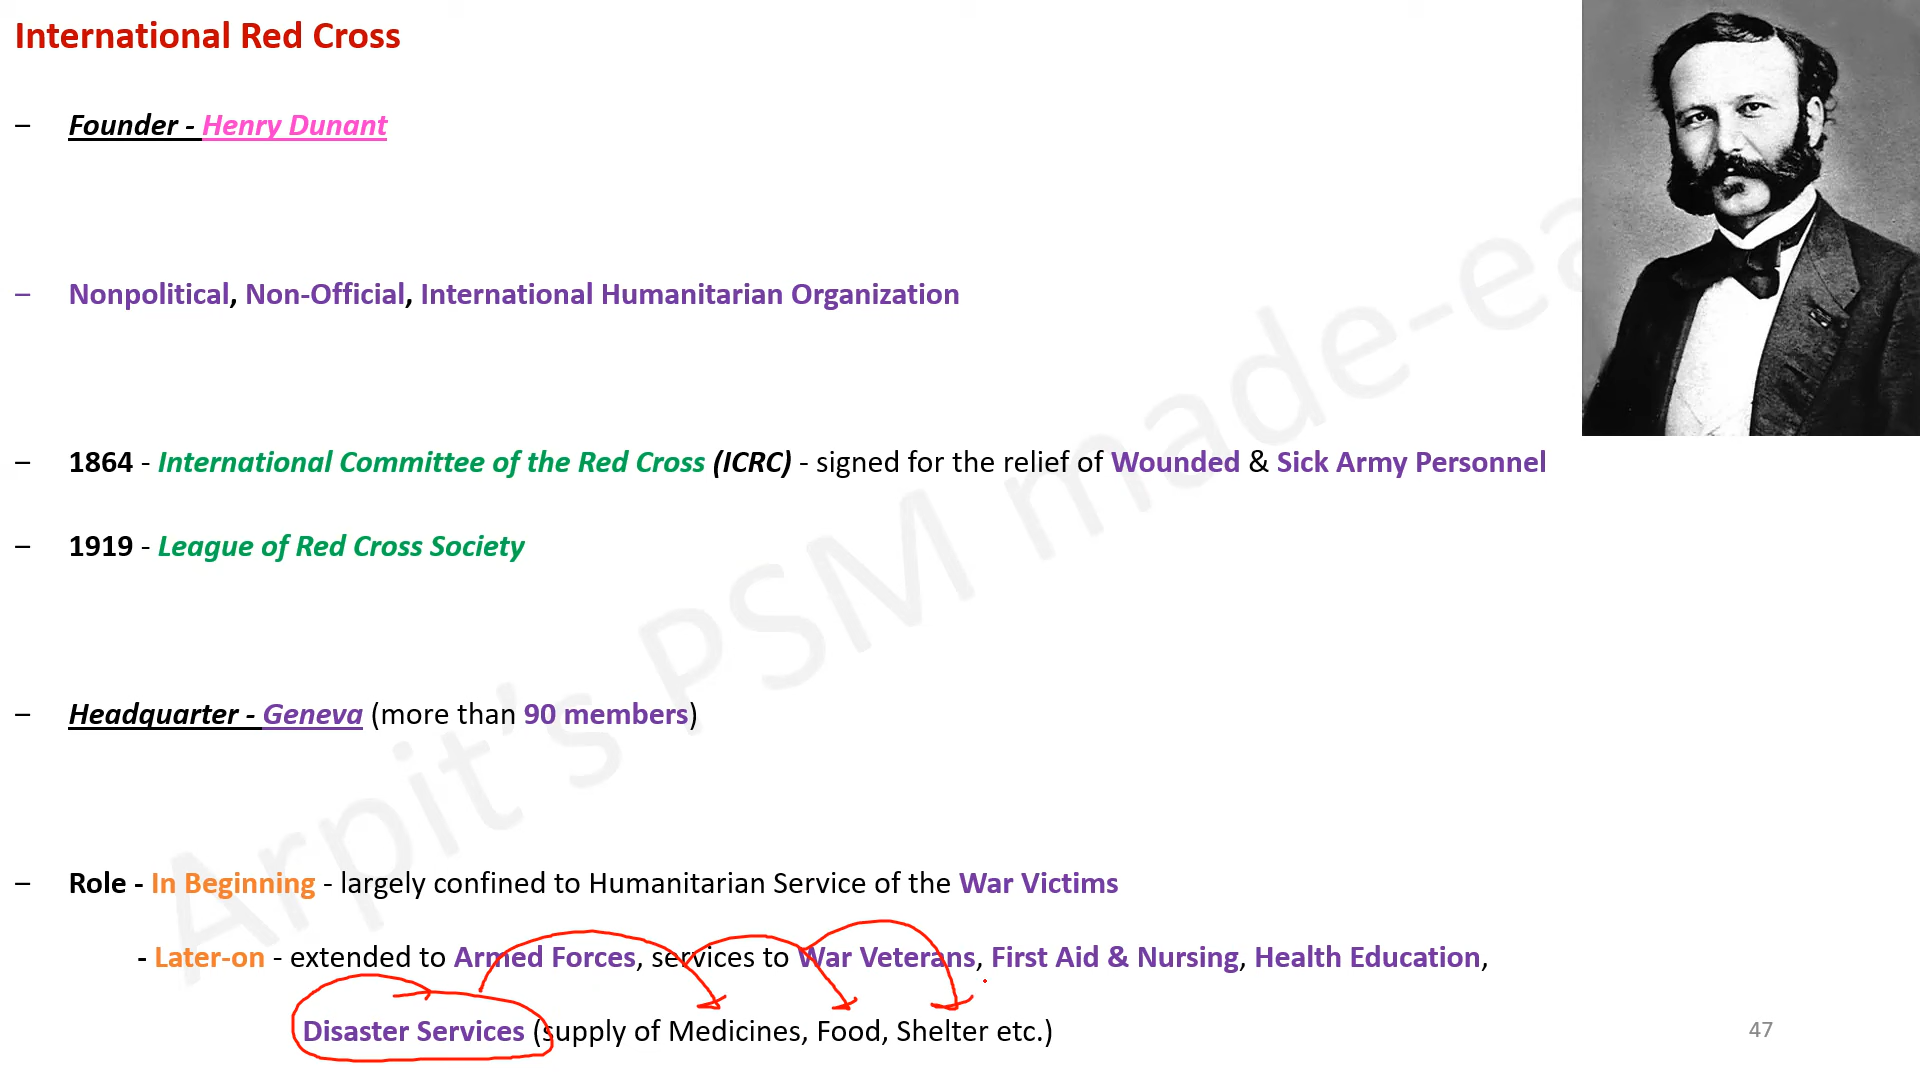 International Red Cross
– Founder - Henry Dunant
– Nonpolitical, Non-Official, International Humanitarian Organization
– 1864 - International Committee of the Red Cross (ICRC) - signed for the relief of Wounded & Sick Army Personnel
– 1919 - League of Red Cross Society
– Headquarter - Geneva (more than 90 members)
– Role - In Beginning - largely confined to Humanitarian Service of the War Victims
- Later-on - extended to Armed Forces, services to War Veterans, First Aid & Nursing, Health Education,
Disaster Services (supply of Medicines, Food, Shelter etc.)
47
Arpit's PSM made-ea